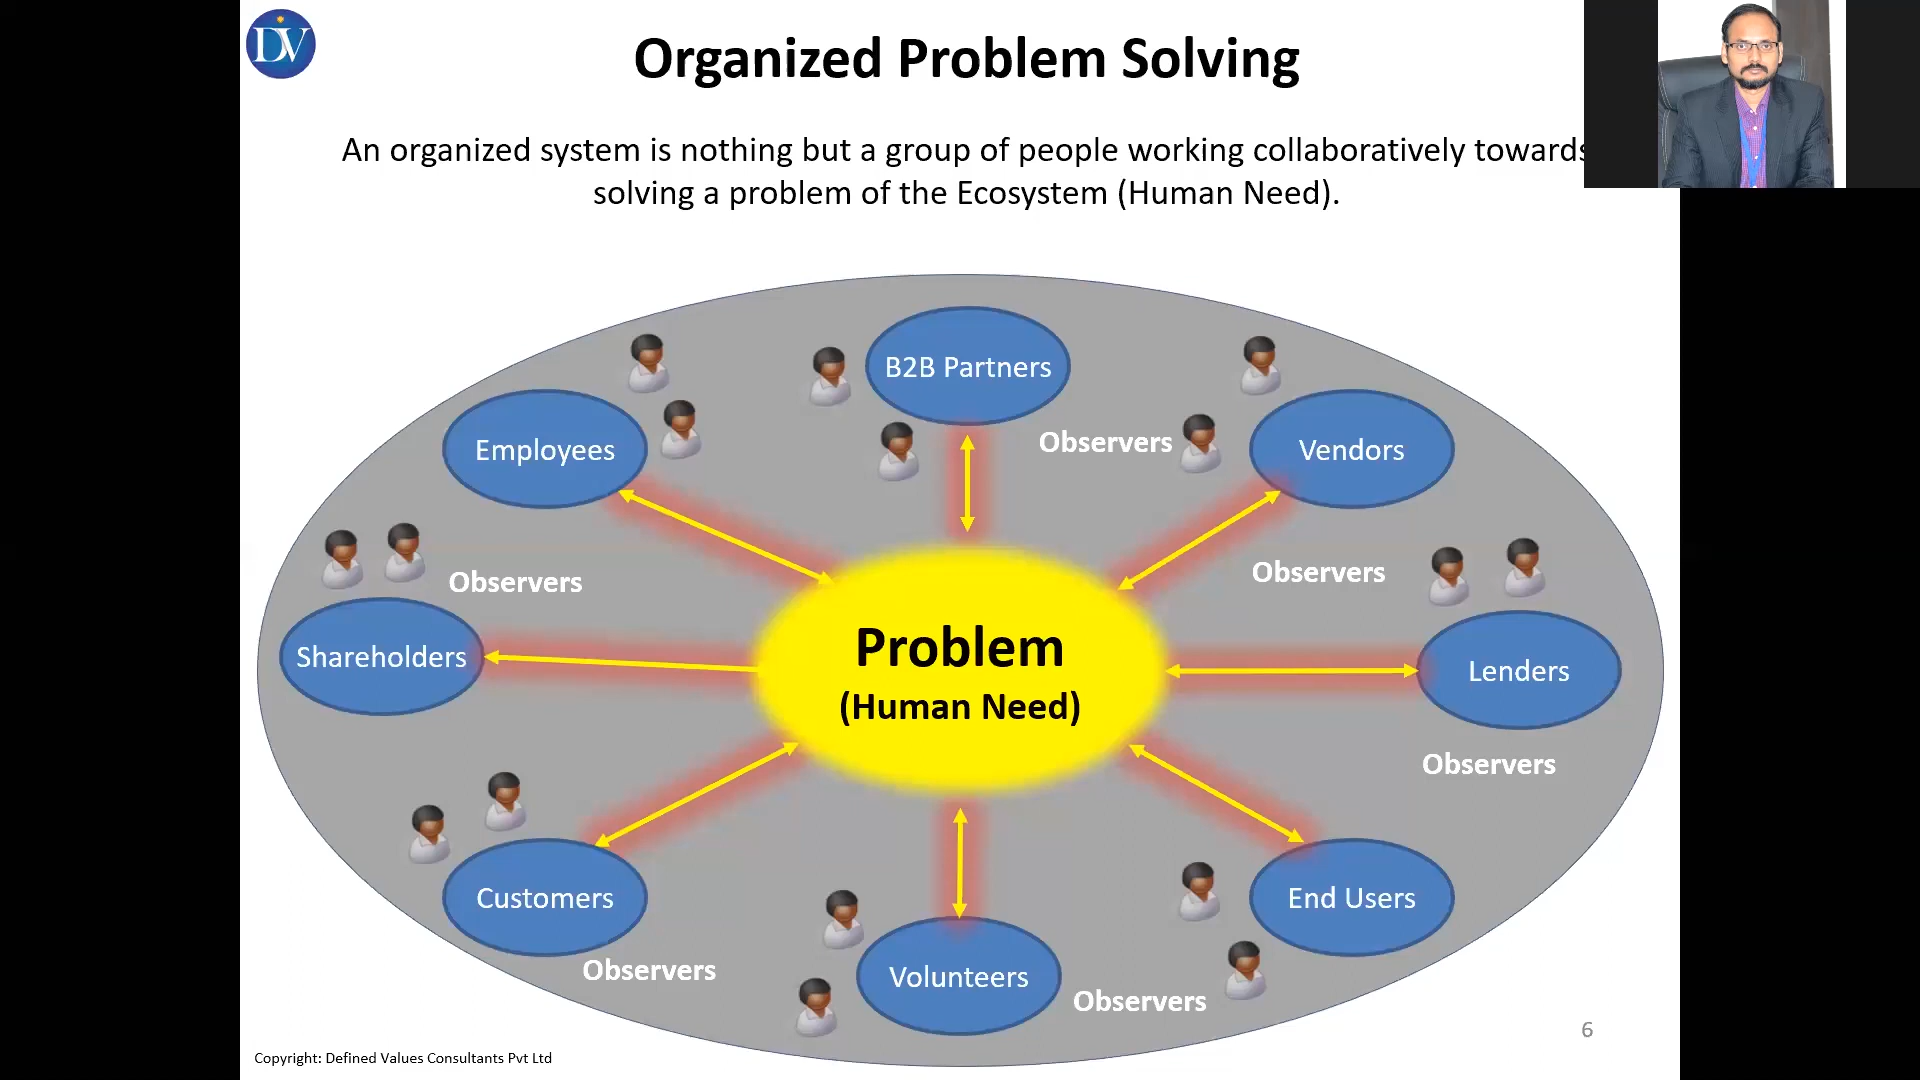 DV
Organized Problem Solving
An organized system is nothing but a group of people working collaboratively towards
solving a problem of the Ecosystem (Human Need).
B2B Partners
Employees
Observers
Vendors
Observers
Observers
Shareholders
Problem
(Human Need)
Lenders
Observers
Customers
End Users
Observers
Volunteers
Observers
6
Copyright: Defined Values Consultants Pvt Ltd